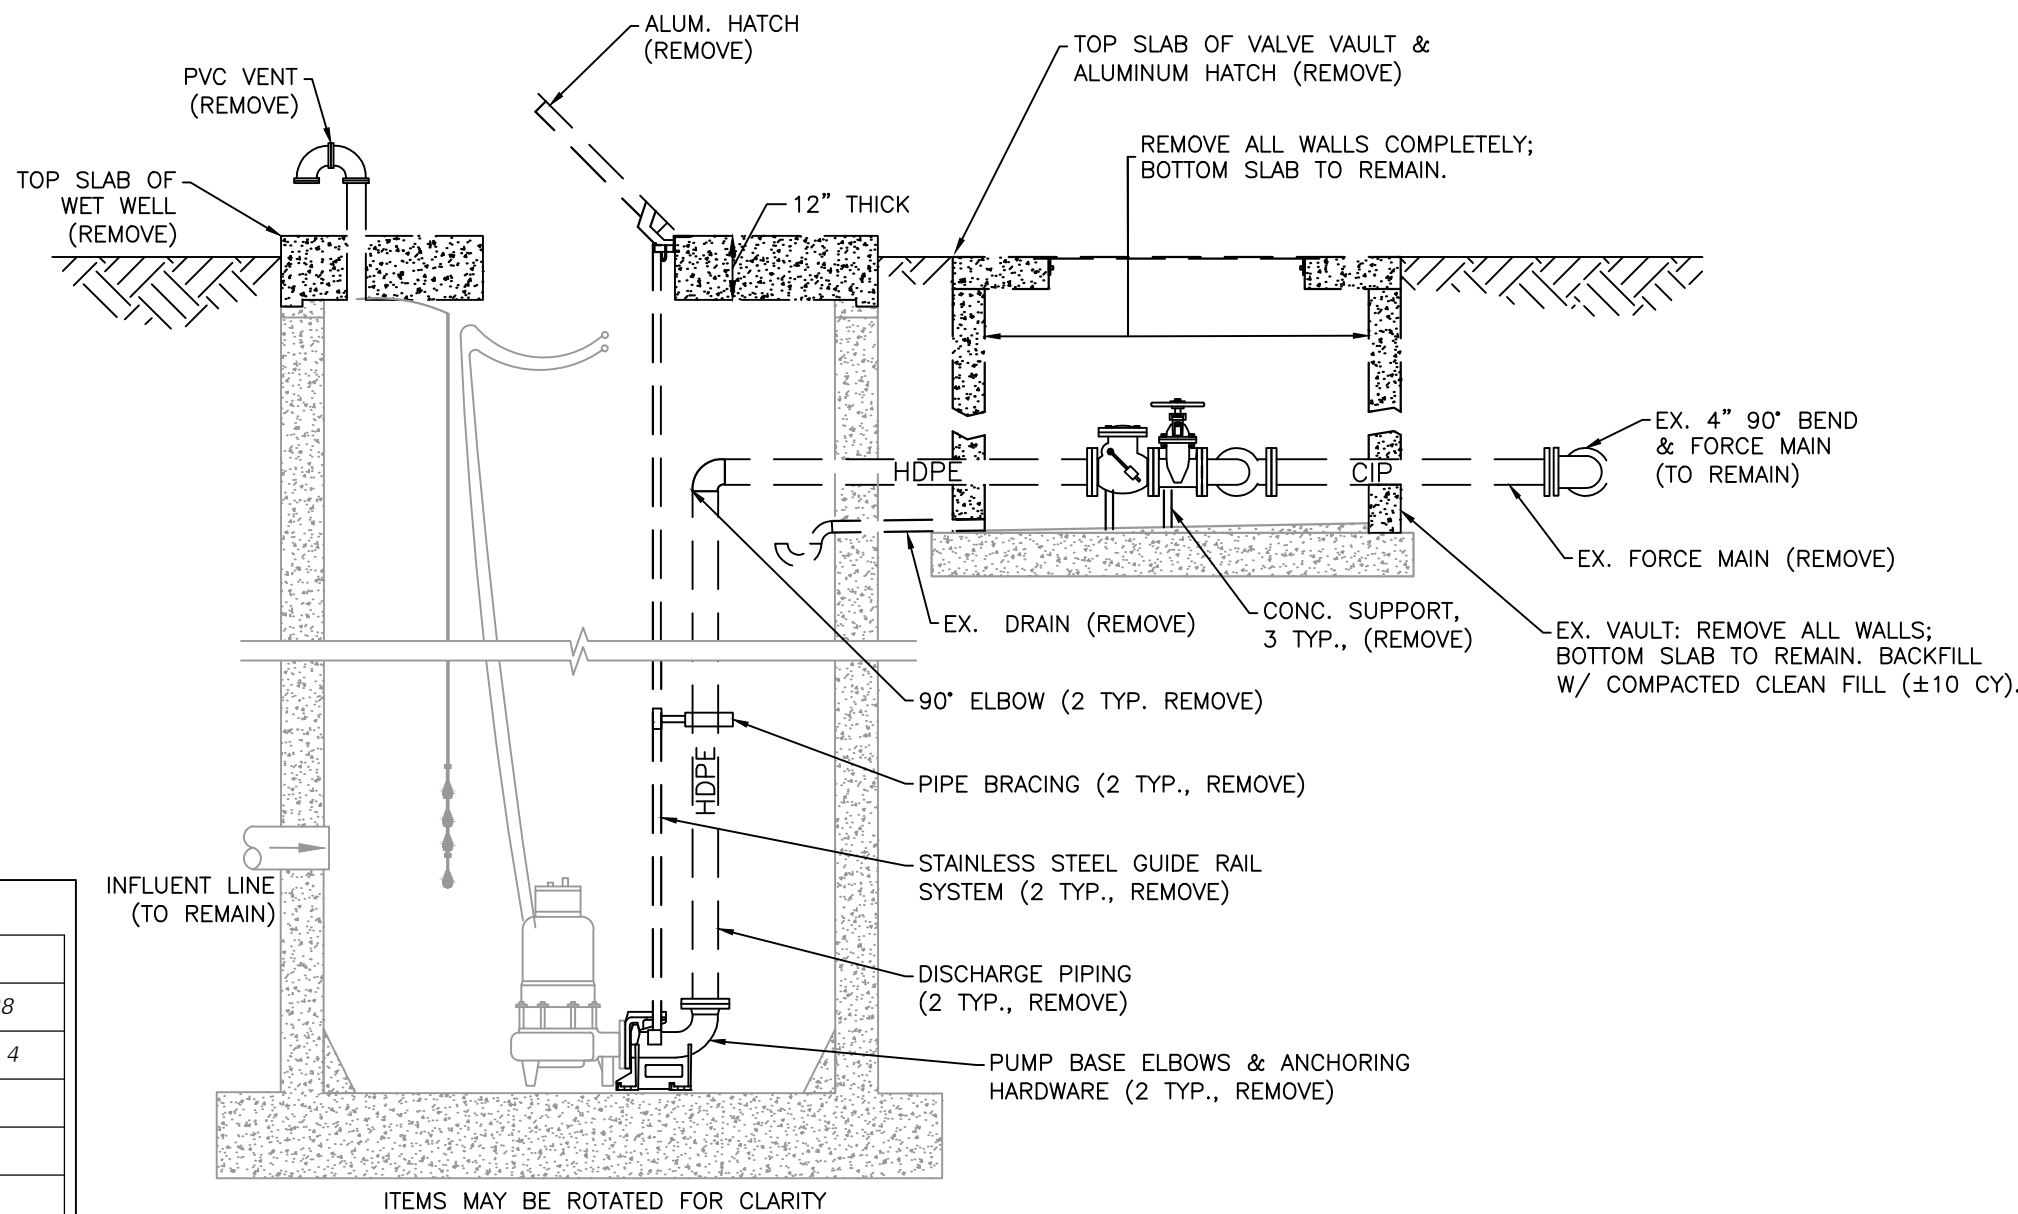 ALUM. HATCH
(REMOVE)
TOP SLAB OF VALVE VAULT &
ALUMINUM HATCH (REMOVE)
PVC VENT
(REMOVE)
REMOVE ALL WALLS COMPLETELY;
BOTTOM SLAB TO REMAIN.
TOP SLAB OF
WET WELL
(REMOVE)
12" THICK
EX. 4" 90° BEND
& FORCE MAIN
(TO REMAIN)
HDPE
CIP
EX. FORCE MAIN (REMOVE)
EX. DRAIN (REMOVE)
CONC. SUPPORT,
3 TYP., (REMOVE)
EX. VAULT: REMOVE ALL WALLS;
BOTTOM SLAB TO REMAIN. BACKFILL
W/ COMPACTED CLEAN FILL (±10 CY).
90° ELBOW (2 TYP. REMOVE)
HDPE
PIPE BRACING (2 TYP., REMOVE)
STAINLESS STEEL GUIDE RAIL
SYSTEM (2 TYP., REMOVE)
INFLUENT LINE
(TO REMAIN)
DISCHARGE PIPING
(2 TYP., REMOVE)
8
4
PUMP BASE ELBOWS & ANCHORING
HARDWARE (2 TYP., REMOVE)
ITEMS MAY BE ROTATED FOR CLARITY